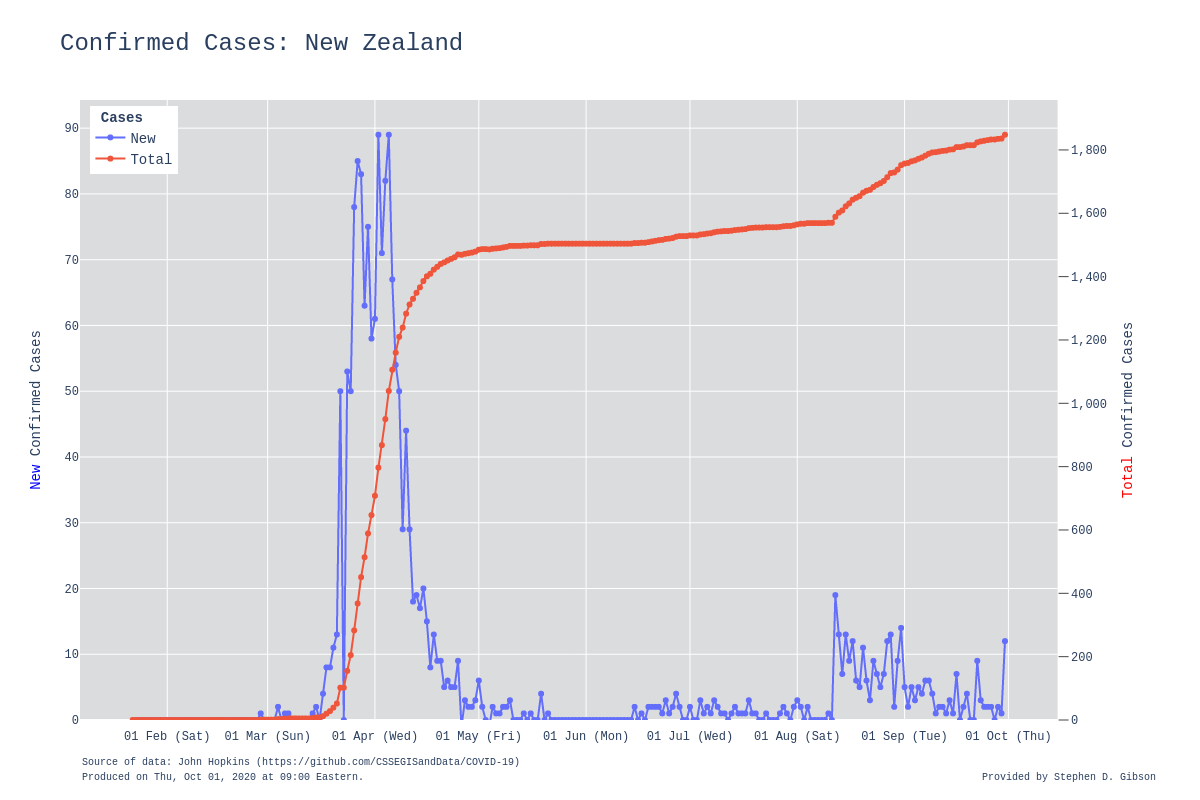 Confirmed Cases: New Zealand
Cases
New
Total
90
80
70
60
50
40
30
20
10
0
New Confirmed Cases
1,800
1,600
1,400
1,200
1,000
800
600
400
200
0
Total Confirmed Cases
01 Feb (Sat) 01 Mar (Sun) 01 Apr (Wed) 01 May (Fri) 01 Jun (Mon) 01 Jul (Wed) 01 Aug (Sat) 01 Sep (Tue) 01 Oct (Thu)
Source of data: John Hopkins (https://github.com/CSSEGISandData/COVID-19)
Produced on Thu, Oct 01, 2020 at 09:00 Eastern.
Provided by Stephen D. Gibson